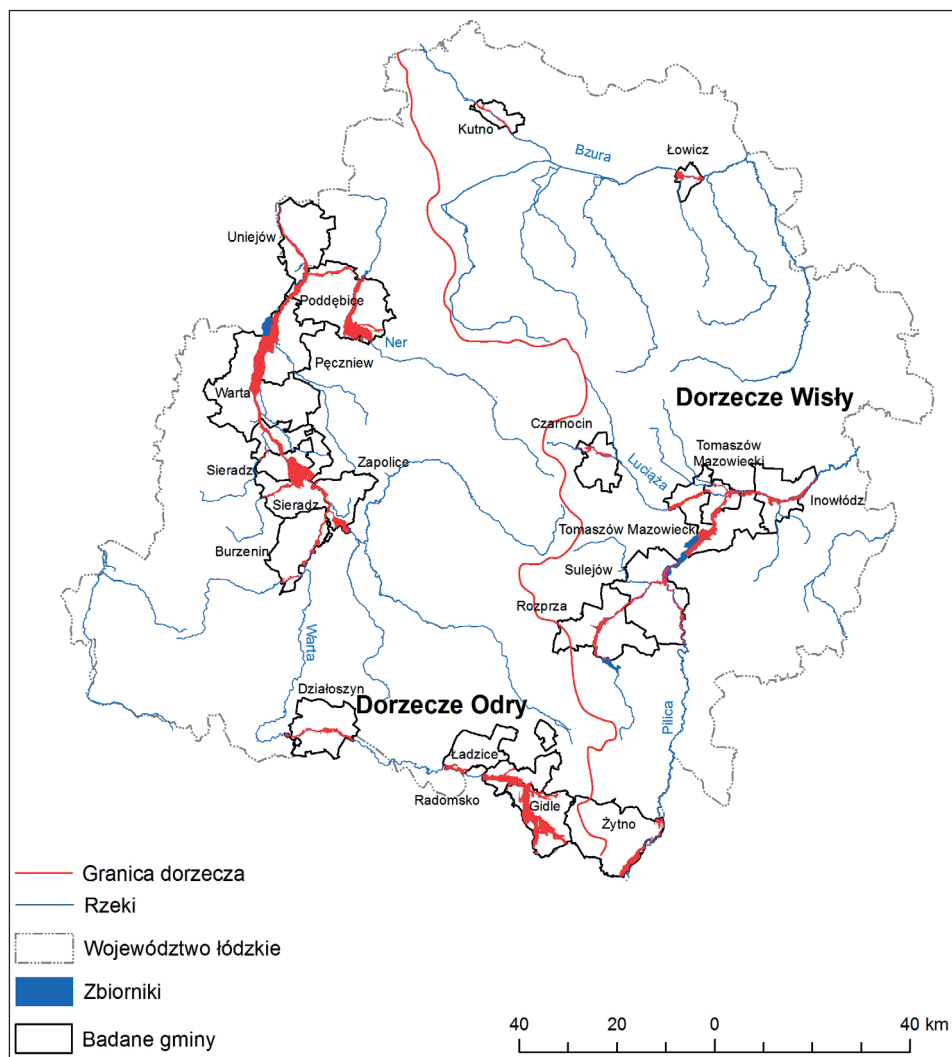 Kutno
Bzura
Łowicz
Uniejów
Poddębice
Ner
Pęczniew
Warta
Dorzecze Wisły
Czarnocin
Tomaszów
Mazowiecki
Luciąża
Zapolice
Sieradz
Inowłódz
Sieradz
Tomaszów Mazowiecki
Burzenin
Sulejów
Rozprza
Warta
Pilica
Działoszyn
Dorzecze Odry
Ładzice
Radomsko
Gidle
Żytno
Granica dorzecza
Rzeki
Województwo łódzkie
Zbiorniki
Badane gminy
40 20 0 40 km